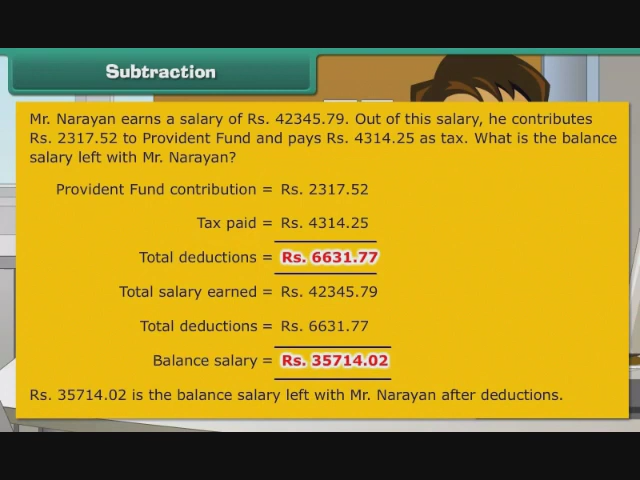 Subtraction
Mr. Narayan earns a salary of Rs. 42345.79. Out of this salary, he contributes
Rs. 2317.52 to Provident Fund and pays Rs. 4314.25 as tax. What is the balance
salary left with Mr. Narayan?
Provident Fund contribution = Rs. 2317.52
Tax paid = Rs. 4314.25
Total deductions = Rs. 6631.77
Total salary earned = Rs. 42345.79
Total deductions = Rs. 6631.77
Balance salary = Rs. 35714.02
Rs. 35714.02 is the balance salary left with Mr. Narayan after deductions.